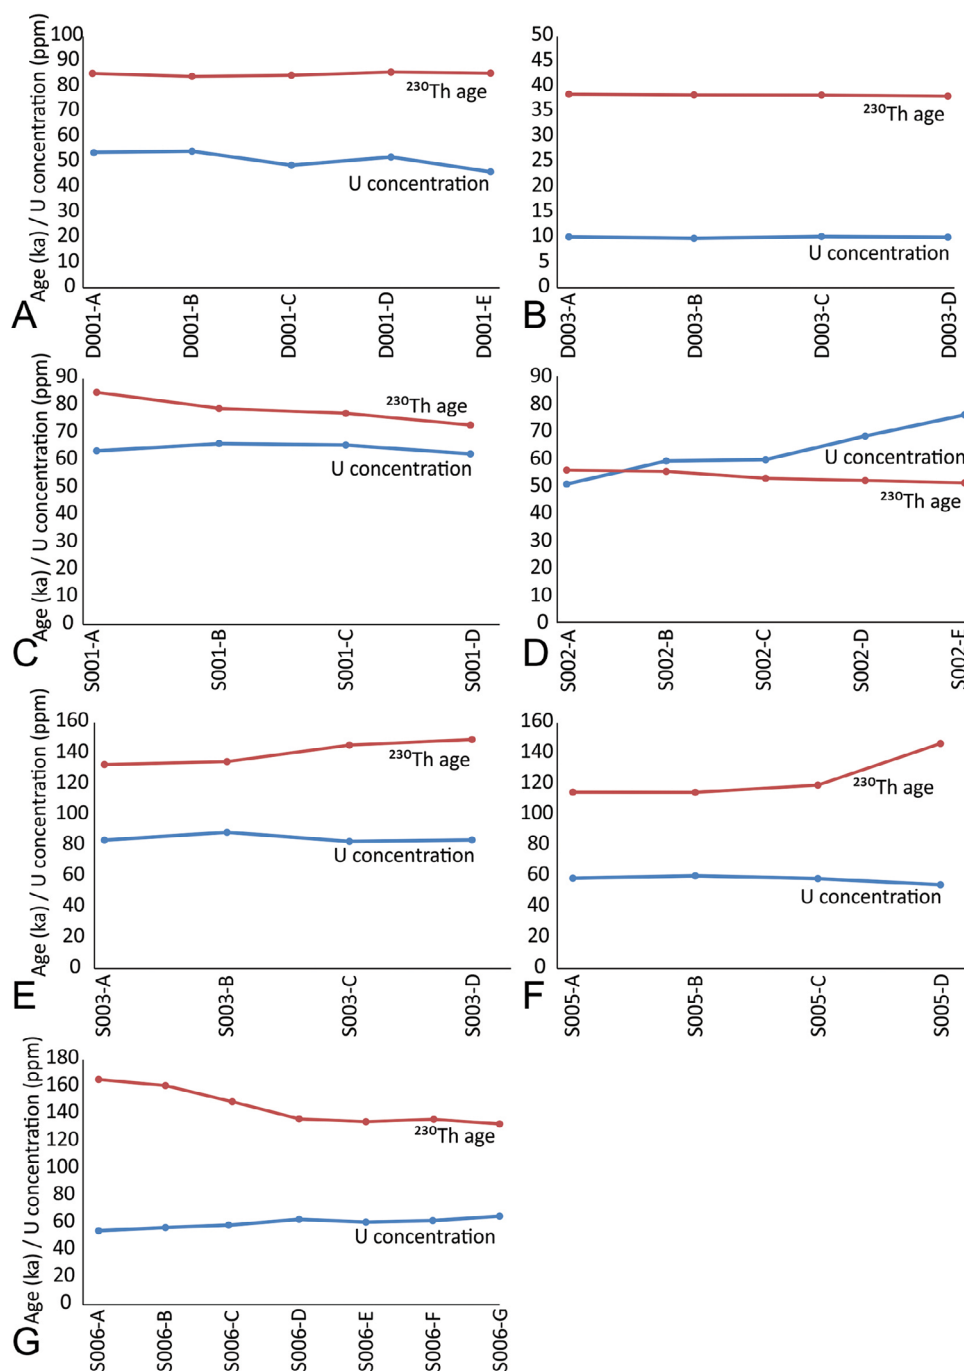 Age (ka) / U concentration (ppm)
100
90
80
70
60
50
40
30
20
10
0
²³⁰Th age
U concentration
D001-A
D001-B
D001-C
D001-D
D001-E
A
50
45
40
35
30
25
20
15
10
5
0
²³⁰Th age
U concentration
D003-A
D003-B
D003-C
D003-D
B
Age (ka) / U concentration (ppm)
90
80
70
60
50
40
30
20
10
0
²³⁰Th age
U concentration
S001-A
S001-B
S001-C
S001-D
C
90
80
70
60
50
40
30
20
10
0
U concentration
²³⁰Th age
S002-A
S002-B
S002-C
S002-D
S002-E
D
Age (ka) / U concentration (ppm)
160
140
120
100
80
60
40
20
0
²³⁰Th age
U concentration
S003-A
S003-B
S003-C
S003-D
E
160
140
120
100
80
60
40
20
0
²³⁰Th age
U concentration
S005-A
S005-B
S005-C
S005-D
F
Age (ka) / U concentration (ppm)
180
160
140
120
100
80
60
40
20
0
²³⁰Th age
U concentration
S006-A
S006-B
S006-C
S006-D
S006-E
S006-F
S006-G
G